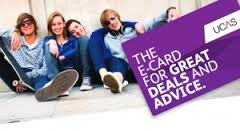 UCAS
THE
E-CARD
FOR GREAT
DEALS AND
ADVICE.